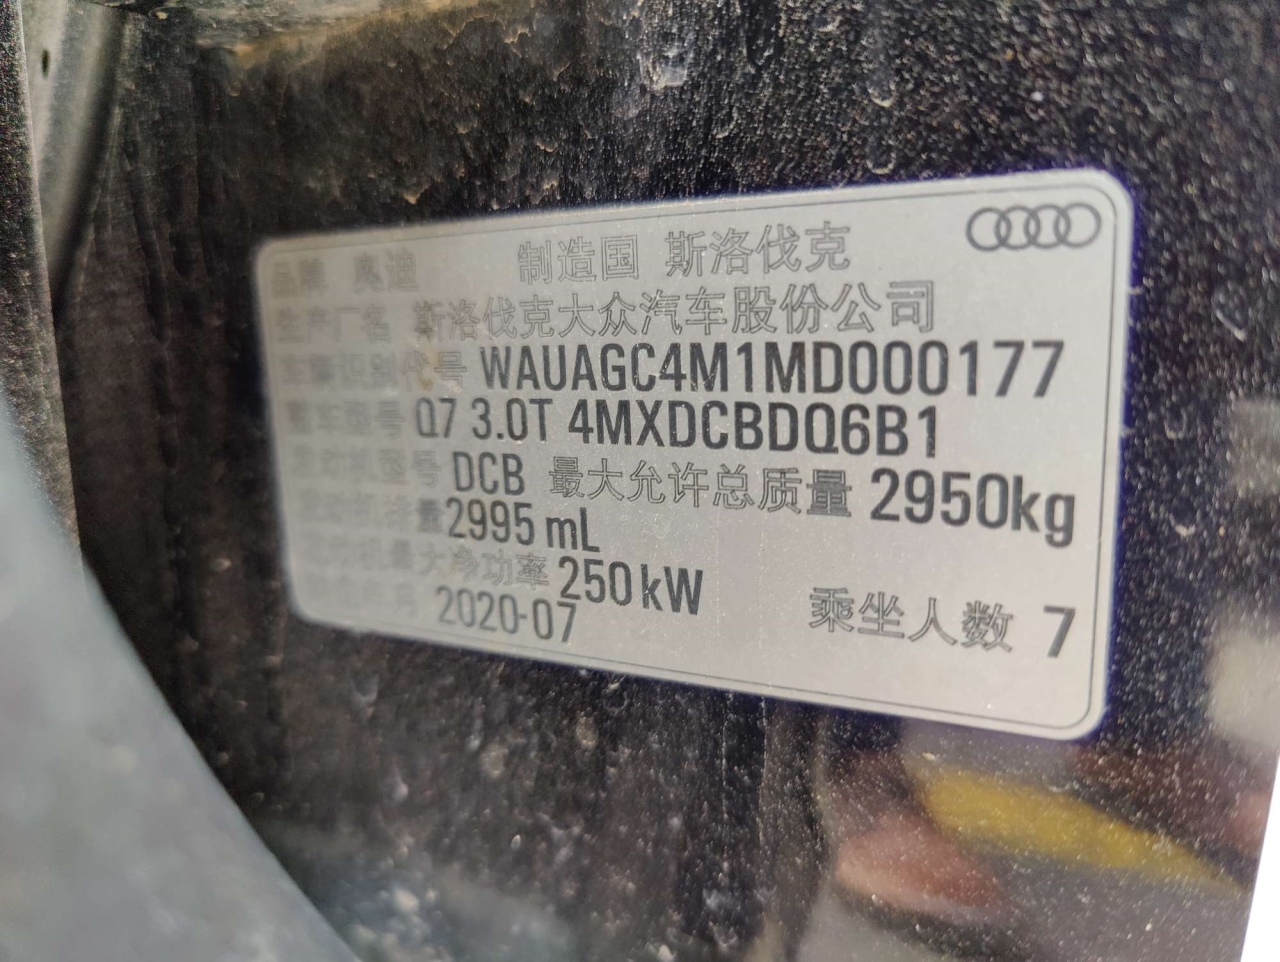 品牌 奥迪 制造国 斯洛伐克
生产厂名 斯洛伐克大众汽车股份公司
车辆识别代号 WAUAGC4M1MD000177
整车型号 Q7 3.0T 4MXDCBDQ6B1
发动机型号 DCB 最大允许总质量 2950kg
发动机排量 2995 mL
发动机最大净功率 250 kW
制造年月 2020-07 乘坐人数 7